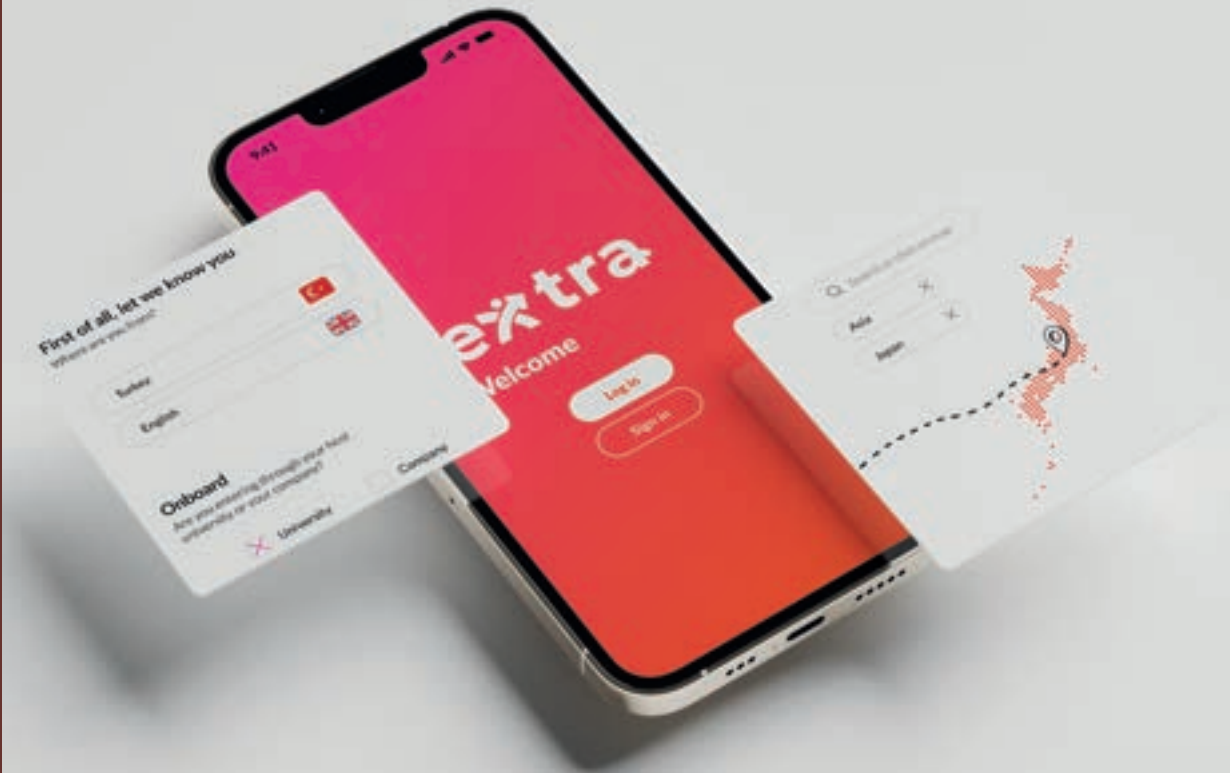 9:41
extra
Welcome
Log in
Sign in
First of all, let we know you
Where are you from?
Turkey
English
Onboard
Are you entering through your host
university or your company?
University
Company
Asia
Japan